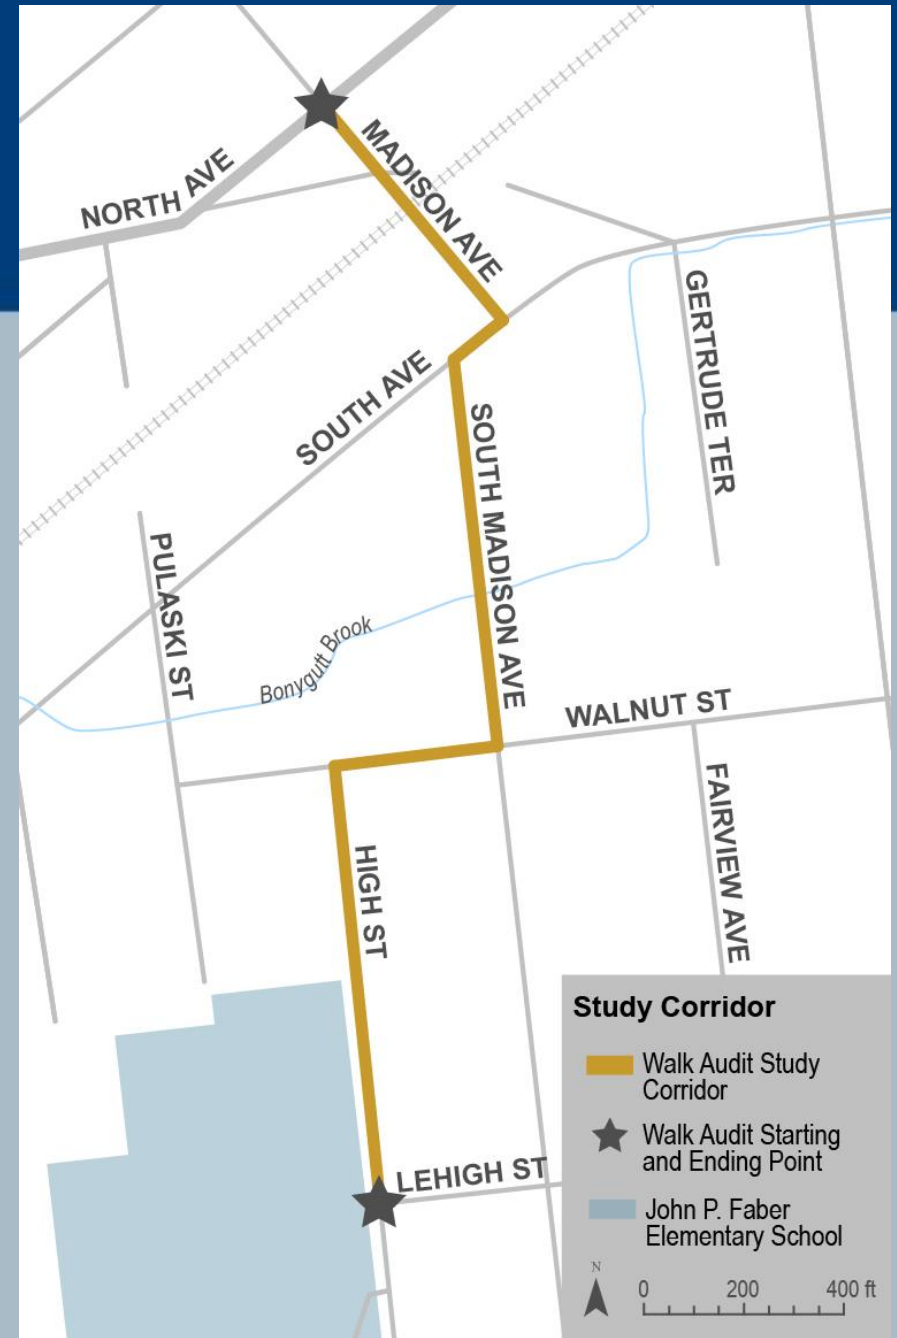 MADISON AVE
NORTH AVE
GERTRUDE TER
SOUTH AVE
SOUTH MADISON AVE
PULASKI ST
Bonygutt Brook
WALNUT ST
FAIRVIEW AVE
HIGH ST
LEHIGH ST
Study Corridor
Walk Audit Study
Corridor
Walk Audit Starting
and Ending Point
John P. Faber
Elementary School
N
0 200 400 ft